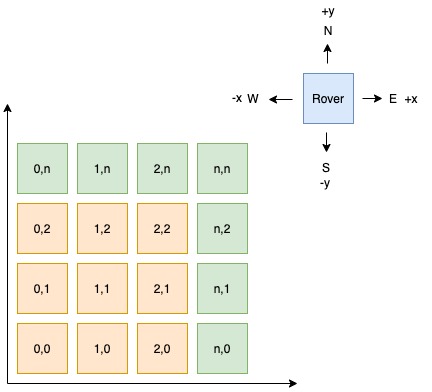 +y
N
-x W
Rover
E +x
S
-y
0,n 1,n 2,n n,n
0,2 1,2 2,2 n,2
0,1 1,1 2,1 n,1
0,0 1,0 2,0 n,0